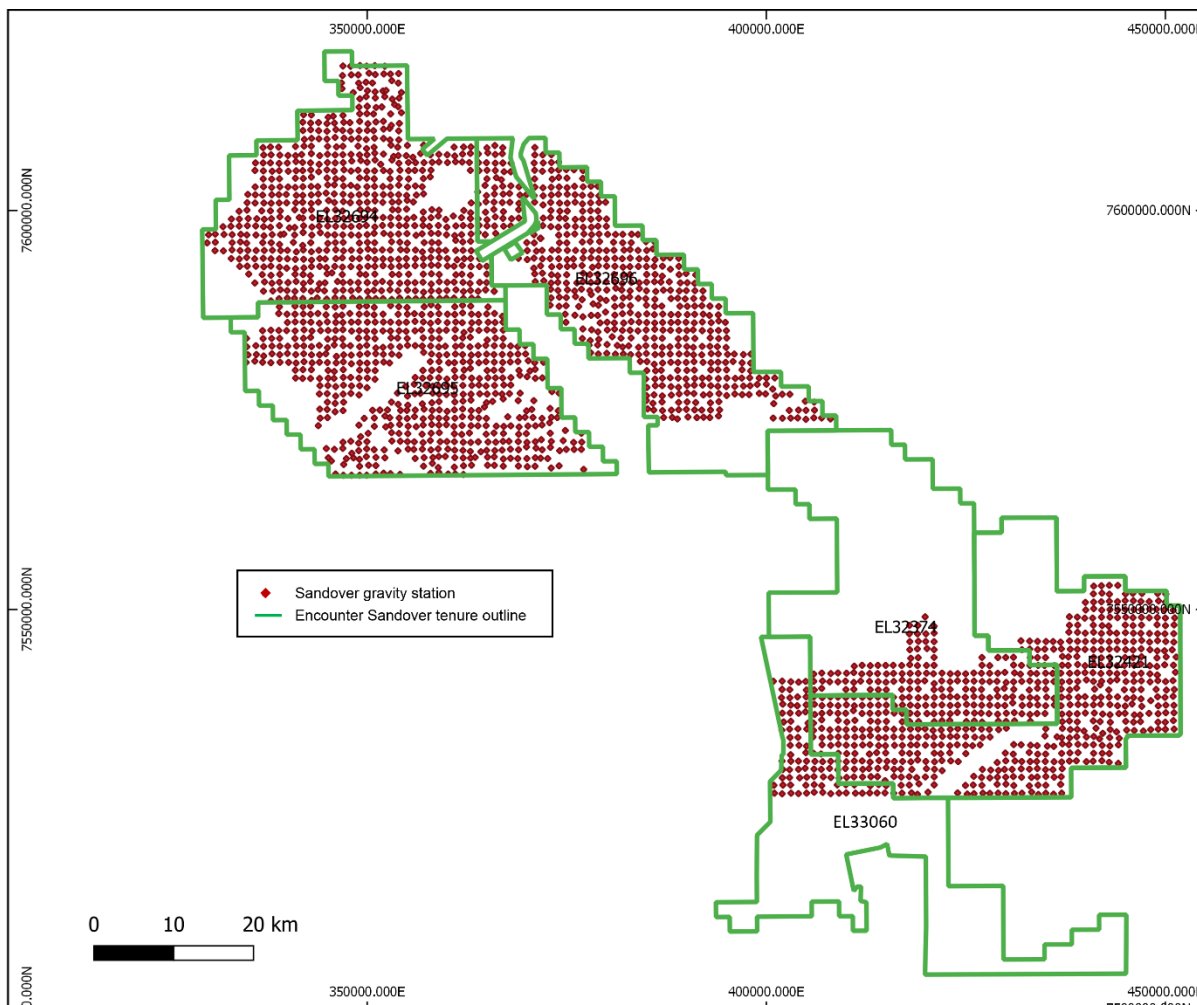 350000.000E
400000.000E
450000.000E
7600000.000N
7600000.000N
EL32694
EL32696
EL32695
Sandover gravity station
Encounter Sandover tenure outline
7550000.000N
7550000.000N
EL32374
EL32421
EL33060
0 10 20 km
350000.000E
400000.000E
450000.000E